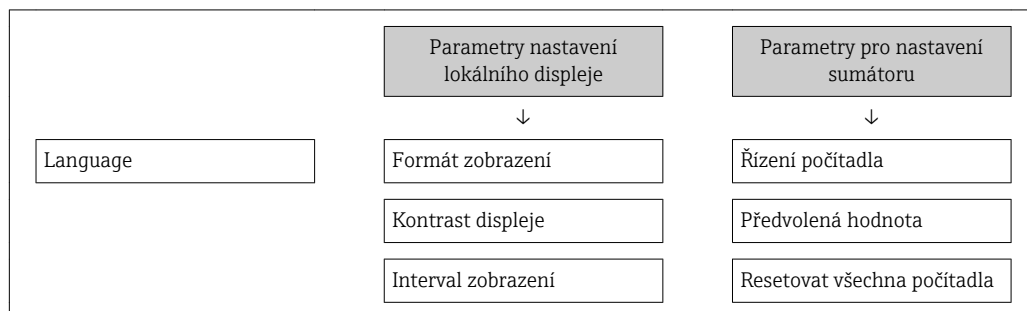 Parametry nastavení
lokálního displeje
Parametry pro nastavení
sumátoru
↓
↓
Language
Formát zobrazení
Řízení počítadla
Kontrast displeje
Předvolená hodnota
Interval zobrazení
Resetovat všechna počítadla